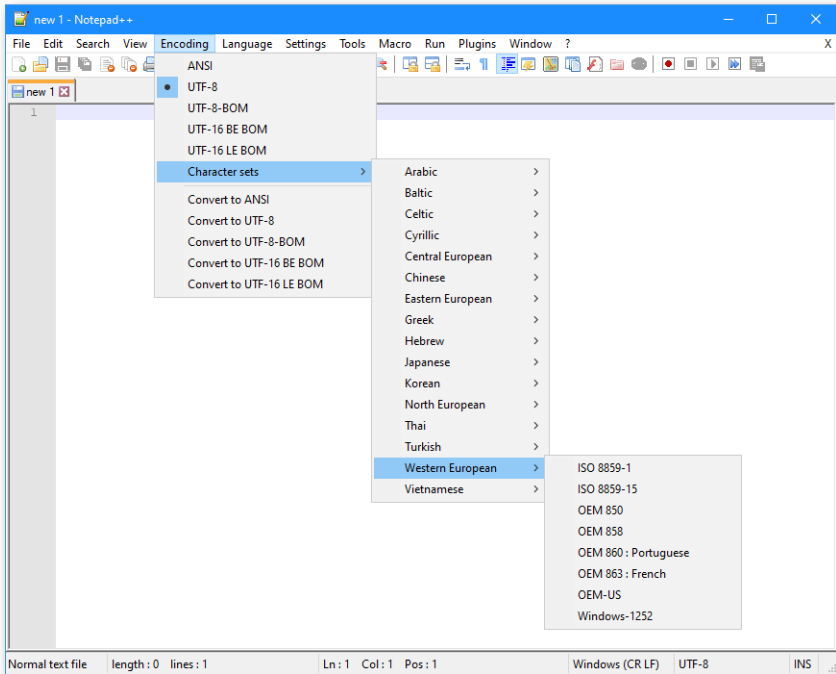 new 1 - Notepad++
File Edit Search View Encoding Language Settings Tools Macro Run Plugins Window ? X
new 1
1
ANSI
UTF-8
UTF-8-BOM
UTF-16 BE BOM
UTF-16 LE BOM
Character sets
Convert to ANSI
Convert to UTF-8
Convert to UTF-8-BOM
Convert to UTF-16 BE BOM
Convert to UTF-16 LE BOM
Arabic
Baltic
Celtic
Cyrillic
Central European
Chinese
Eastern European
Greek
Hebrew
Japanese
Korean
North European
Thai
Turkish
Western European
Vietnamese
ISO 8859-1
ISO 8859-15
OEM 850
OEM 858
OEM 860 : Portuguese
OEM 863 : French
OEM-US
Windows-1252
Normal text file length : 0 lines : 1 Ln : 1 Col : 1 Pos : 1 Windows (CR LF) UTF-8 INS